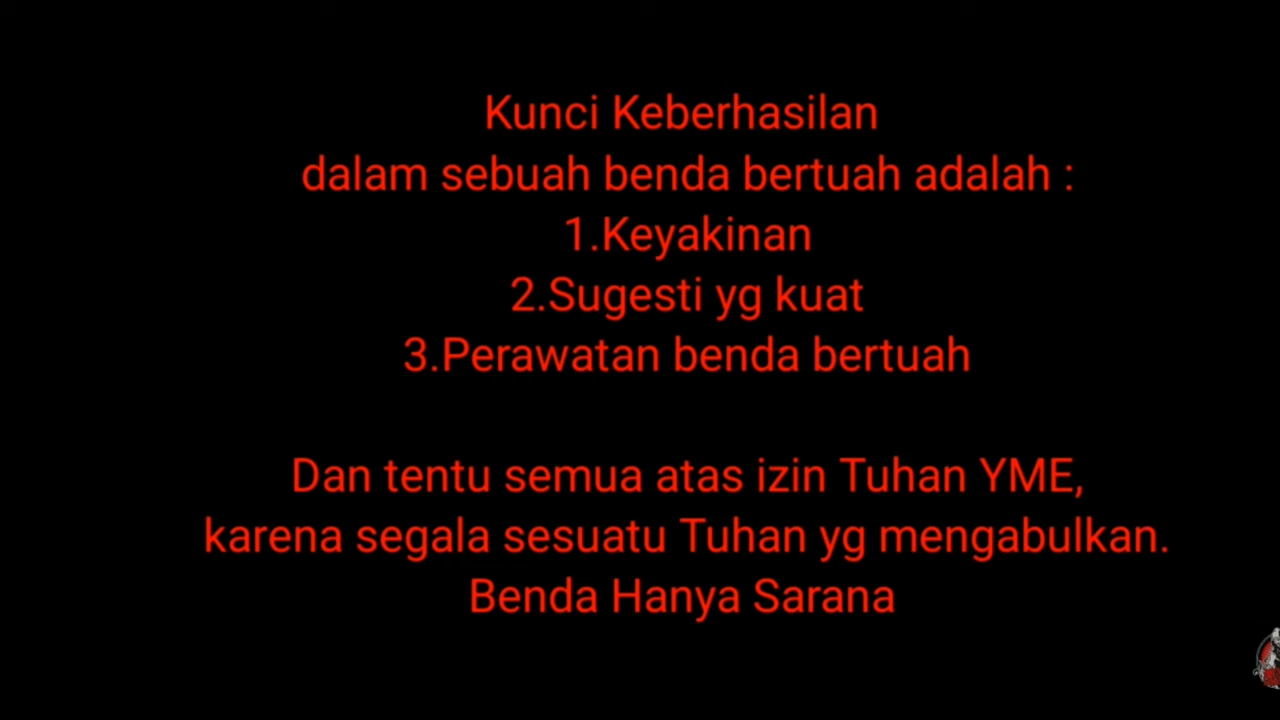 Kunci Keberhasilan
dalam sebuah benda bertuah adalah :
1.Keyakinan
2.Sugesti yg kuat
3.Perawatan benda bertuah
Dan tentu semua atas izin Tuhan YME,
karena segala sesuatu Tuhan yg mengabulkan.
Benda Hanya Sarana